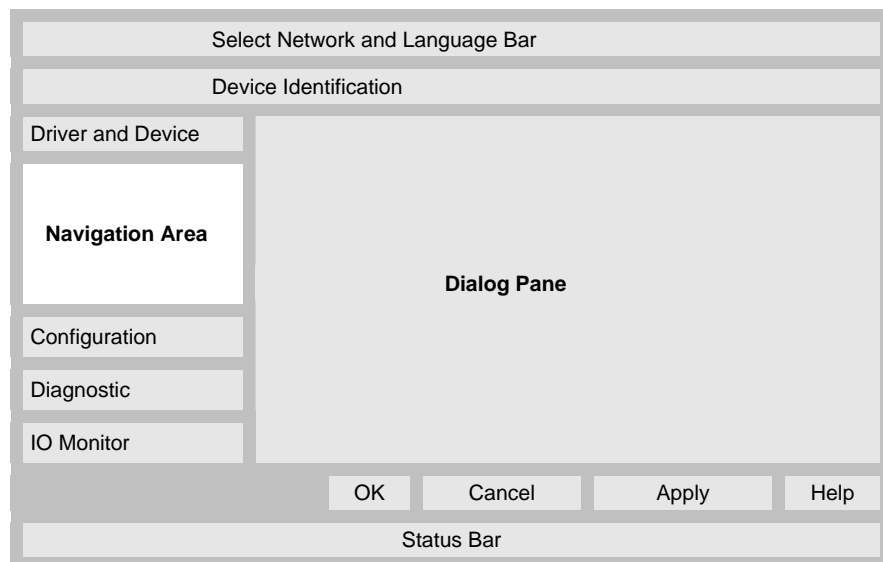 Select Network and Language Bar
Device Identification
Driver and Device
Navigation Area
Dialog Pane
Configuration
Diagnostic
IO Monitor
OK Cancel Apply Help
Status Bar